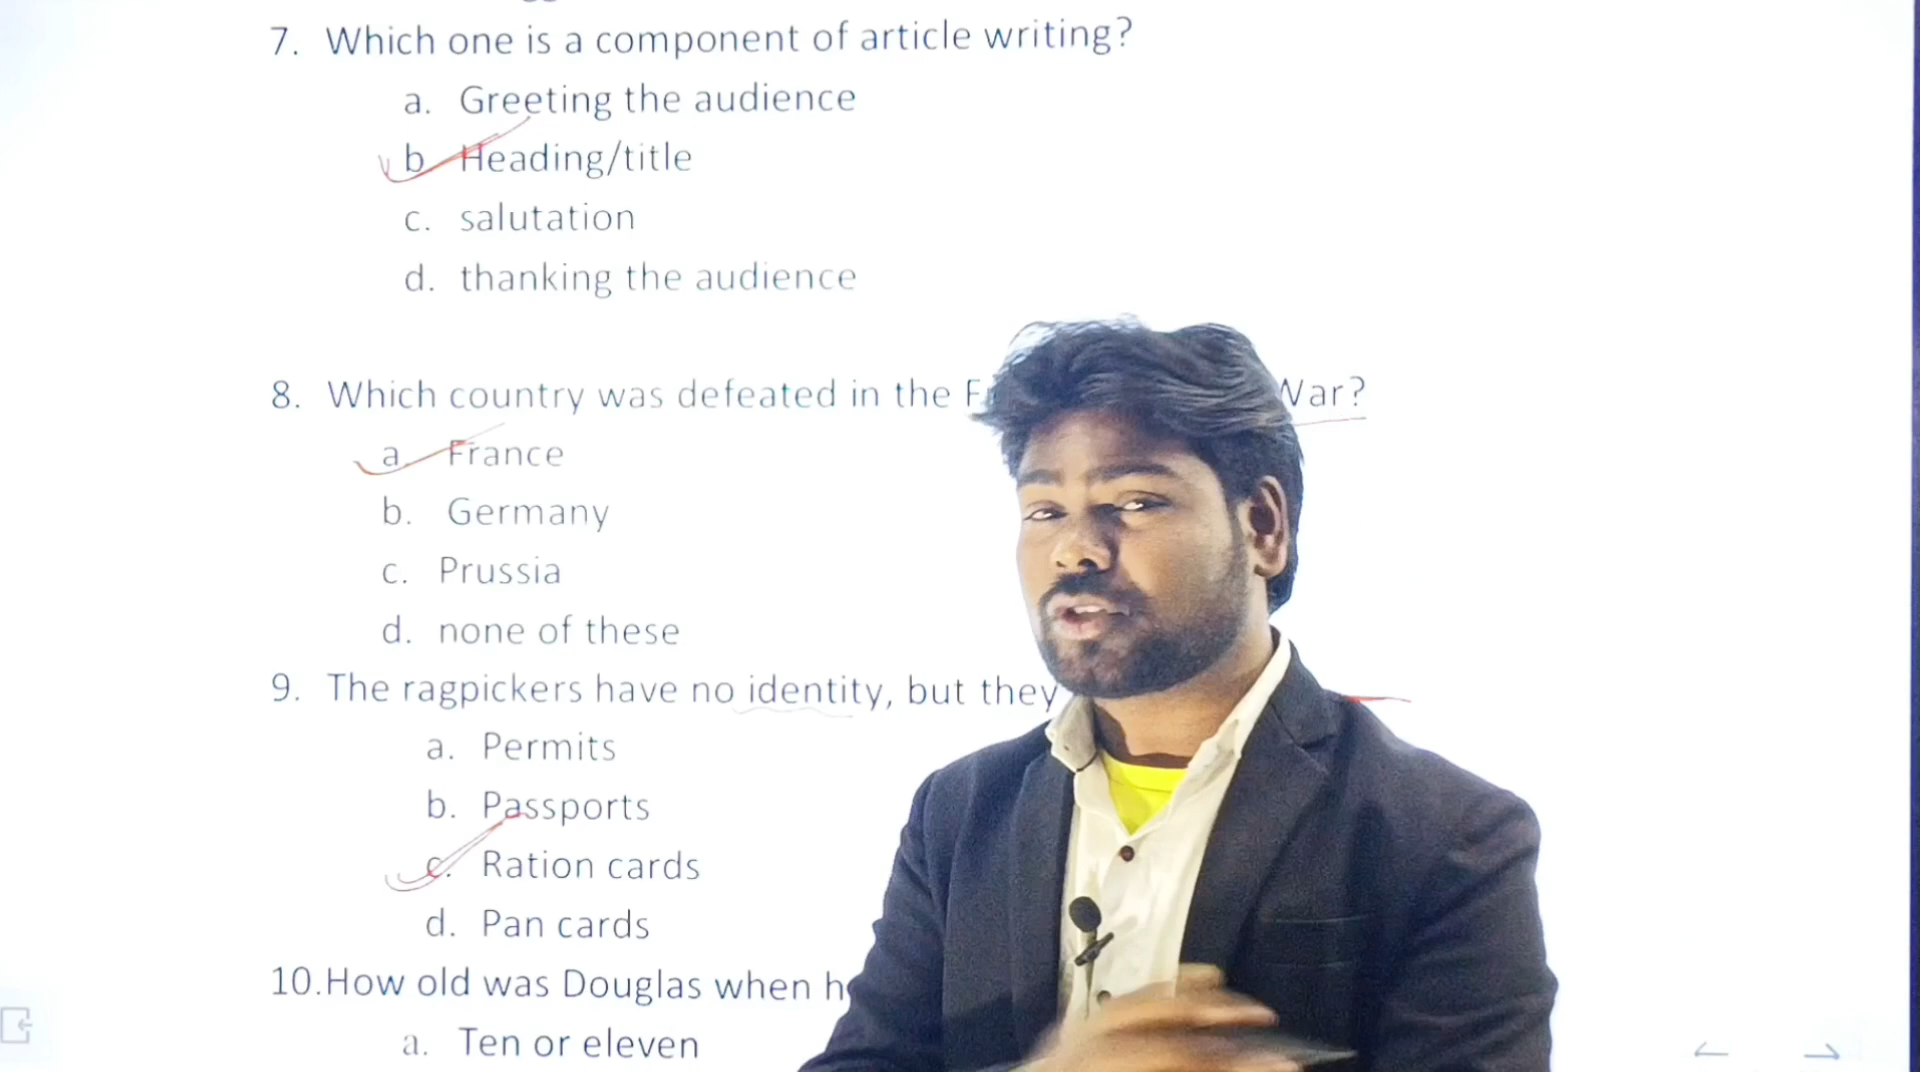 7. Which one is a component of article writing?
a. Greeting the audience
b Heading/title
c. salutation
d. thanking the audience
8. Which country was defeated in the War?
a. France
b. Germany
c. Prussia
d. none of these
9. The ragpickers have no identity, but they
a. Permits
b. Passports
c. Ration cards
d. Pan cards
10.How old was Douglas when
a. Ten or eleven